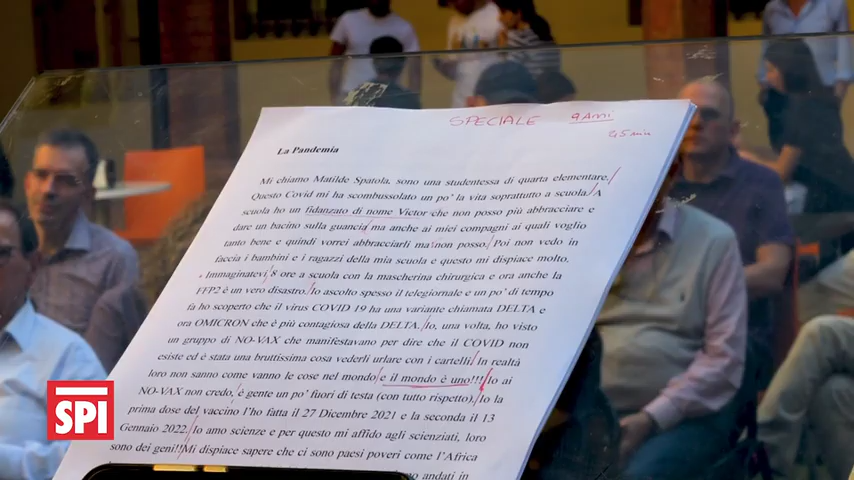 SPECIALE 9 Anni
45 min
La Pandemia
Mi chiamo Matilde Spatola, sono una studentessa di quarta elementare./
Questo Covid mi ha scombussolato un po' la vita soprattutto a scuola./ A
scuola ho un fidanzato di nome Victor che non posso più abbracciare e
dare un bacino sulla guancia/ ma anche ai miei compagni ai quali voglio
tanto bene e quindi vorrei abbracciarli ma non posso./ Poi non vedo in
faccia i bambini e i ragazzi della mia scuola e questo mi dispiace molto.
Immaginatevi/ 8 ore a scuola con la mascherina chirurgica e ora anche la
FFP2 è un vero disastro./ Io ascolto spesso il telegiornale e un po' di tempo
fa ho scoperto che il virus COVID 19 ha una variante chiamata DELTA e
ora OMICRON che è più contagiosa della DELTA./ Io, una volta, ho visto
un gruppo di NO-VAX che manifestavano per dire che il COVID non
esiste ed è stata una bruttissima cosa vederli urlare con i cartelli/ In realtà
loro non sanno come vanno le cose nel mondo/ e il mondo è uno!!!/ Io ai
NO-VAX non credo,/ è gente un po' fuori di testa (con tutto rispetto)./ Io la
prima dose del vaccino l'ho fatta il 27 Dicembre 2021 e la seconda il 13
Gennaio 2022./ Io amo scienze e per questo mi affido agli scienziati, loro
sono dei geni!!/ Mi dispiace sapere che ci sono paesi poveri come l'Africa
no andati in
SPI